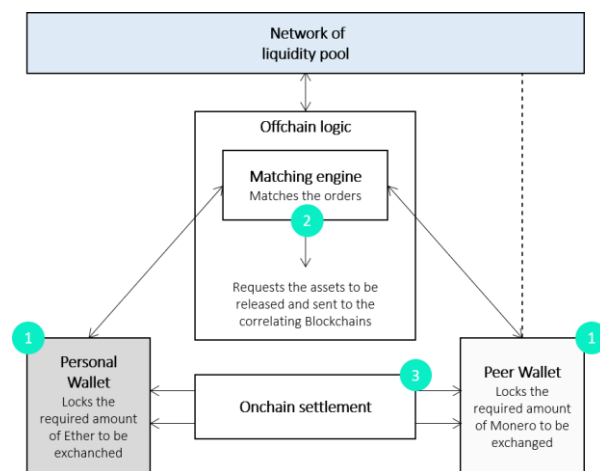 Network of
liquidity pool
Offchain logic
Matching engine
Matches the orders
2
Requests the assets to be
released and sent to the
correlating Blockchains
1
Personal
Wallet
Locks the
required amount
of Ether to be
exchanched
3
Onchain settlement
1
Peer Wallet
Locks the
required amount
of Monero to be
exchanged